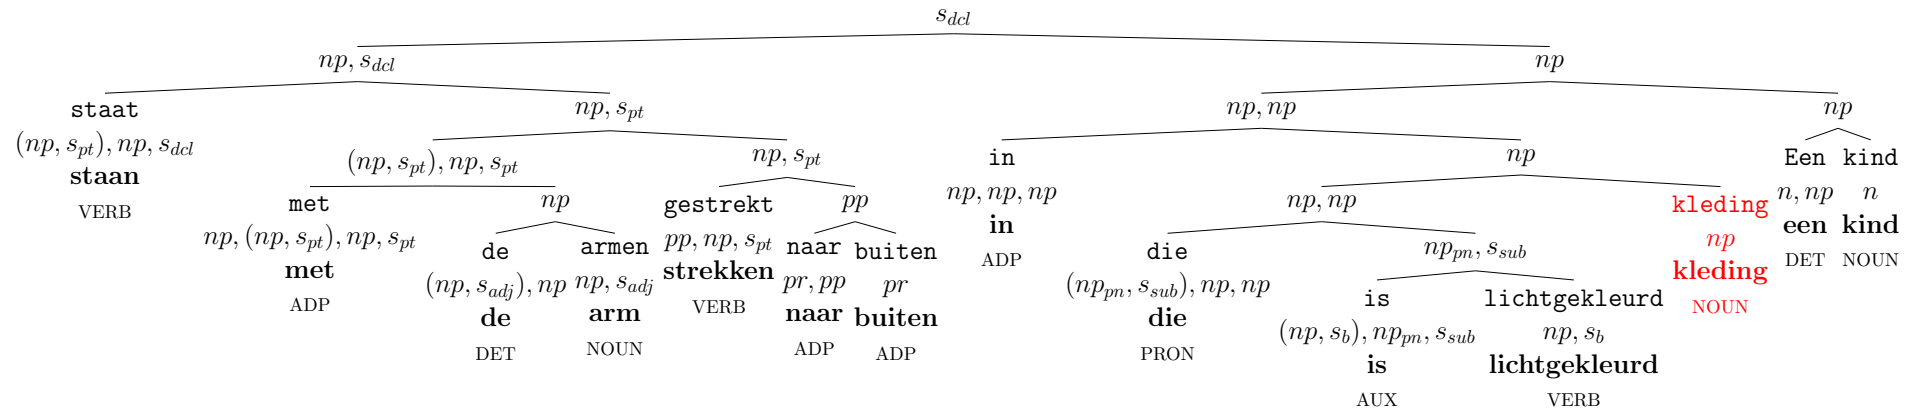 s_dcl
np, s_dcl np
staat np, s_pt np, np np
(np, s_pt), np, s_dcl
staan
VERB
(np, s_pt), np, s_pt np, s_pt in np Een kind
np, np, np n, np n
in een kind
ADP DET NOUN
met np gestrekt pp np, np kleding
np, (np, s_pt), np, s_pt pp, np, s_pt np
met strekken kleding
ADP VERB NOUN
de armen naar buiten die np_pn, s_sub
(np, s_adj), np np, s_adj pr, pp pr (np_pn, s_sub), np, np
de arm naar buiten die
DET NOUN ADP ADP PRON
is lichtgekleurd
(np, s_b), np_pn, s_sub np, s_b
is lichtgekleurd
AUX VERB